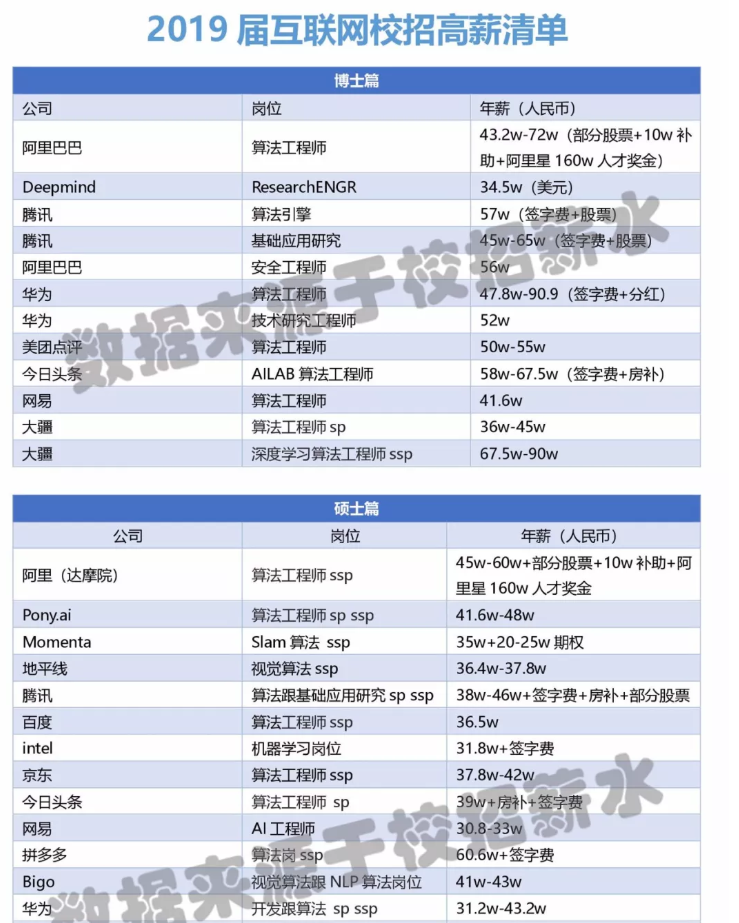 2019 届互联网校招高薪清单
博士篇
公司 岗位 年薪（人民币）
阿里巴巴 算法工程师 43.2w-72w（部分股票+10w 补
助+阿里星 160w 人才奖金）
Deepmind ResearchENGR 34.5w（美元）
腾讯 算法引擎 57w（签字费+股票）
腾讯 基础应用研究 45w-65w（签字费+股票）
阿里巴巴 安全工程师 56w
华为 算法工程师 47.8w-90.9（签字费+分红）
华为 技术研究工程师 52w
美团点评 算法工程师 50w-55w
今日头条 AILAB 算法工程师 58w-67.5w（签字费+房补）
网易 算法工程师 41.6w
大疆 算法工程师 sp 36w-45w
大疆 深度学习算法工程师 ssp 67.5w-90w
数据来源于校招薪水
硕士篇
公司 岗位 年薪（人民币）
阿里（达摩院） 算法工程师 ssp 45w-60w+部分股票+10w 补助+阿
里星 160w 人才奖金
Pony.ai 算法工程师 sp ssp 41.6w-48w
Momenta Slam 算法 ssp 35w+20-25w 期权
地平线 视觉算法 ssp 36.4w-37.8w
腾讯 算法跟基础应用研究 sp ssp 38w-46w+签字费+房补+部分股票
百度 算法工程师 ssp 36.5w
intel 机器学习岗位 31.8w+签字费
京东 算法工程师 ssp 37.8w-42w
今日头条 算法工程师 sp 39w+房补+签字费
网易 AI 工程师 30.8-33w
拼多多 算法岗 ssp 60.6w+签字费
Bigo 视觉算法跟 NLP 算法岗位 41w-43w
华为 开发跟算法 sp ssp 31.2w-43.2w
数据来源于校招薪水